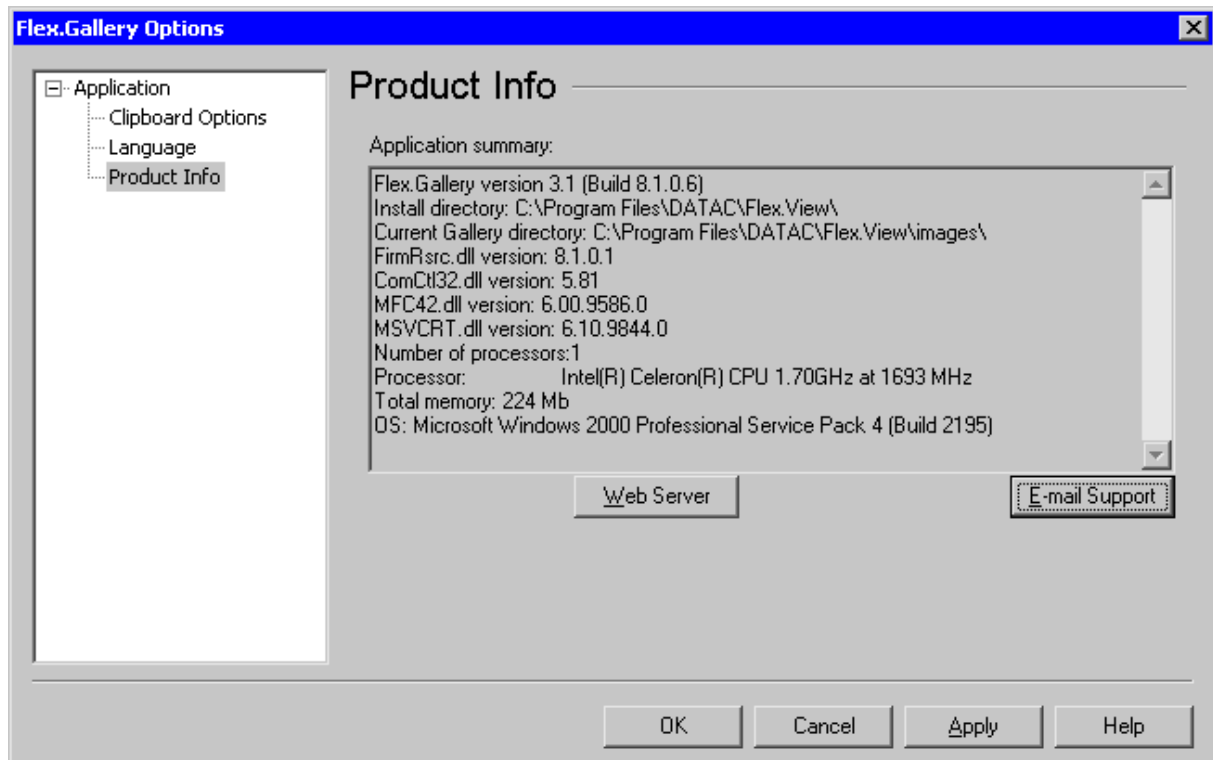 Flex.Gallery Options
Application
Clipboard Options
Language
Product Info
Product Info
Application summary:
Flex.Gallery version 3.1 (Build 8.1.0.6)
Install directory: C:\Program Files\DATAC\Flex.View\
Current Gallery directory: C:\Program Files\DATAC\Flex.View\images\
FirmRsrc.dll version: 8.1.0.1
ComCtl32.dll version: 5.81
MFC42.dll version: 6.00.9586.0
MSVCRT.dll version: 6.10.9844.0
Number of processors:1
Processor: Intel(R) Celeron(R) CPU 1.70GHz at 1693 MHz
Total memory: 224 Mb
OS: Microsoft Windows 2000 Professional Service Pack 4 (Build 2195)
Web Server E-mail Support
OK Cancel Apply Help